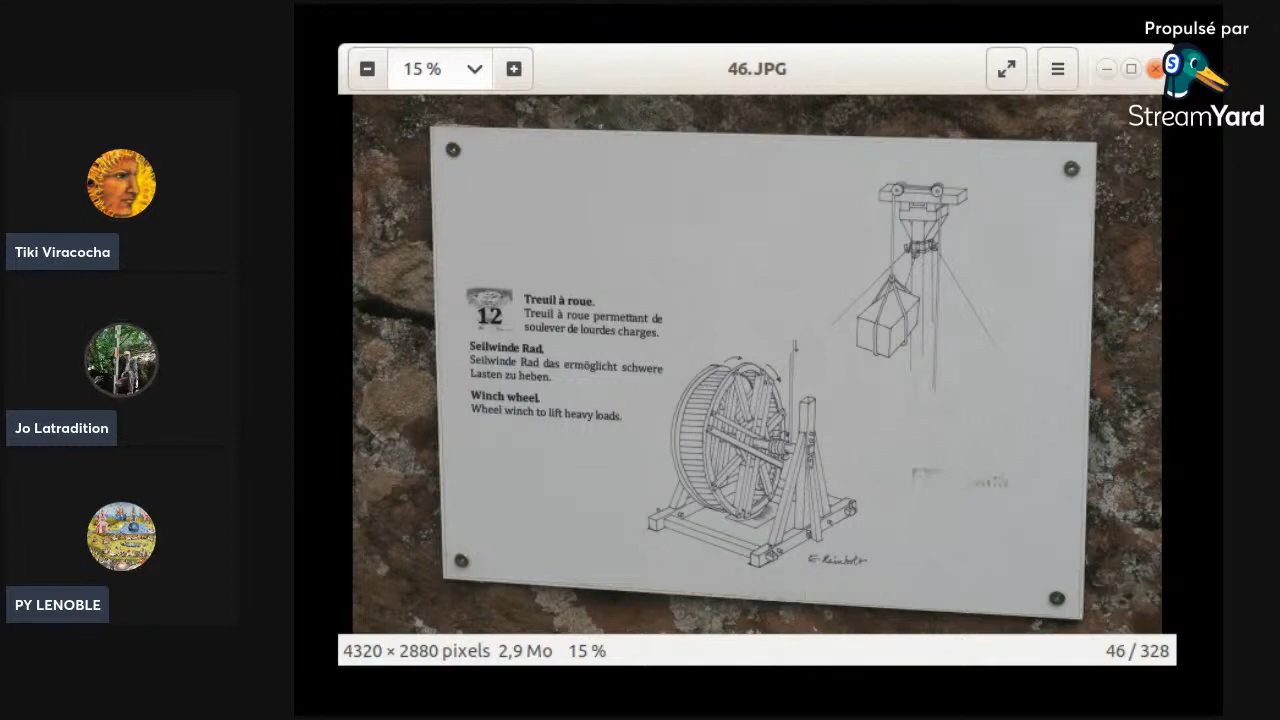 Propulsé par
StreamYard
15 %
46.JPG
Tiki Viracocha
Jo Latradition
PY LENOBLE
12
Treuil à roue.
Treuil à roue permettant de
soulever de lourdes charges.
Seilwinde Rad.
Seilwinde Rad das ermöglicht schwere
Lasten zu heben.
Winch wheel.
Wheel winch to lift heavy loads.
4320 × 2880 pixels 2,9 Mo 15 %
46 / 328